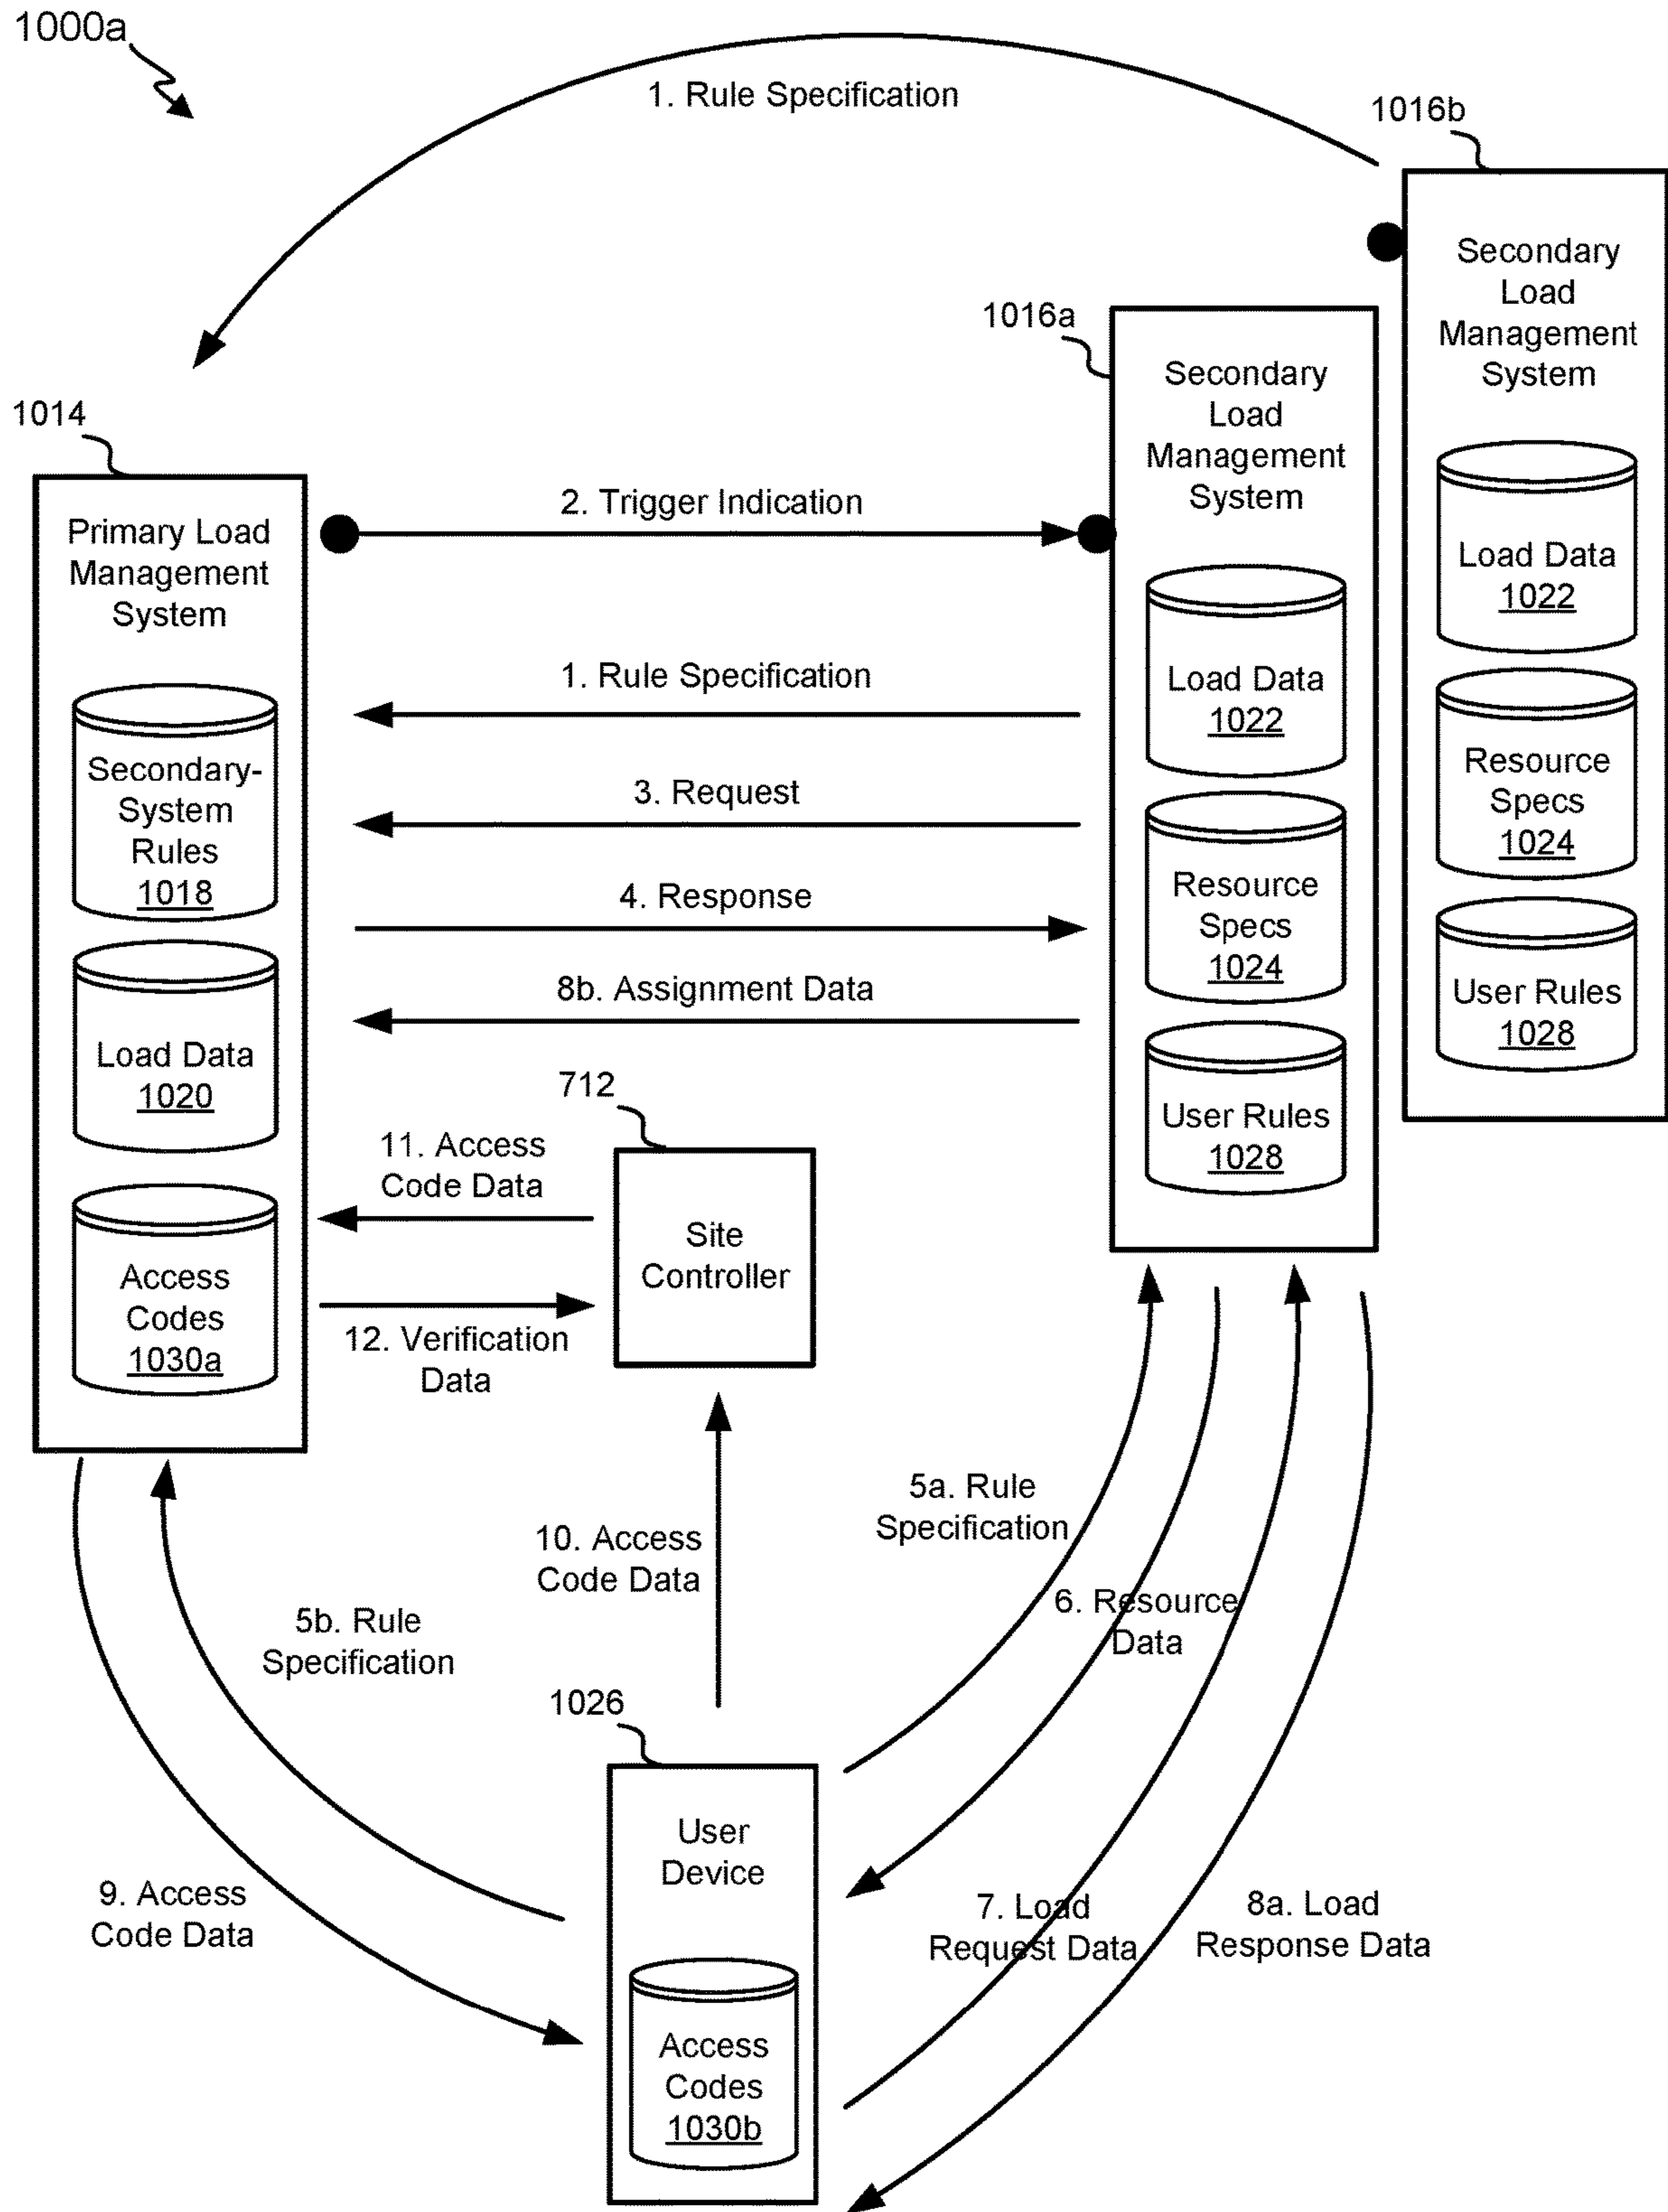 1000a
1. Rule Specification
1016b
Secondary
Load
Management
System
Load Data
1022
Resource
Specs
1024
User Rules
1028
1016a
Secondary
Load
Management
System
Load Data
1022
Resource
Specs
1024
User Rules
1028
1014
Primary Load
Management
System
Secondary-
System
Rules
1018
Load Data
1020
Access
Codes
1030a
2. Trigger Indication
1. Rule Specification
3. Request
4. Response
8b. Assignment Data
712
Site
Controller
11. Access
Code Data
12. Verification
Data
10. Access
Code Data
5a. Rule
Specification
6. Resource
Data
5b. Rule
Specification
1026
User
Device
Access
Codes
1030b
9. Access
Code Data
7. Load
Request Data
8a. Load
Response Data